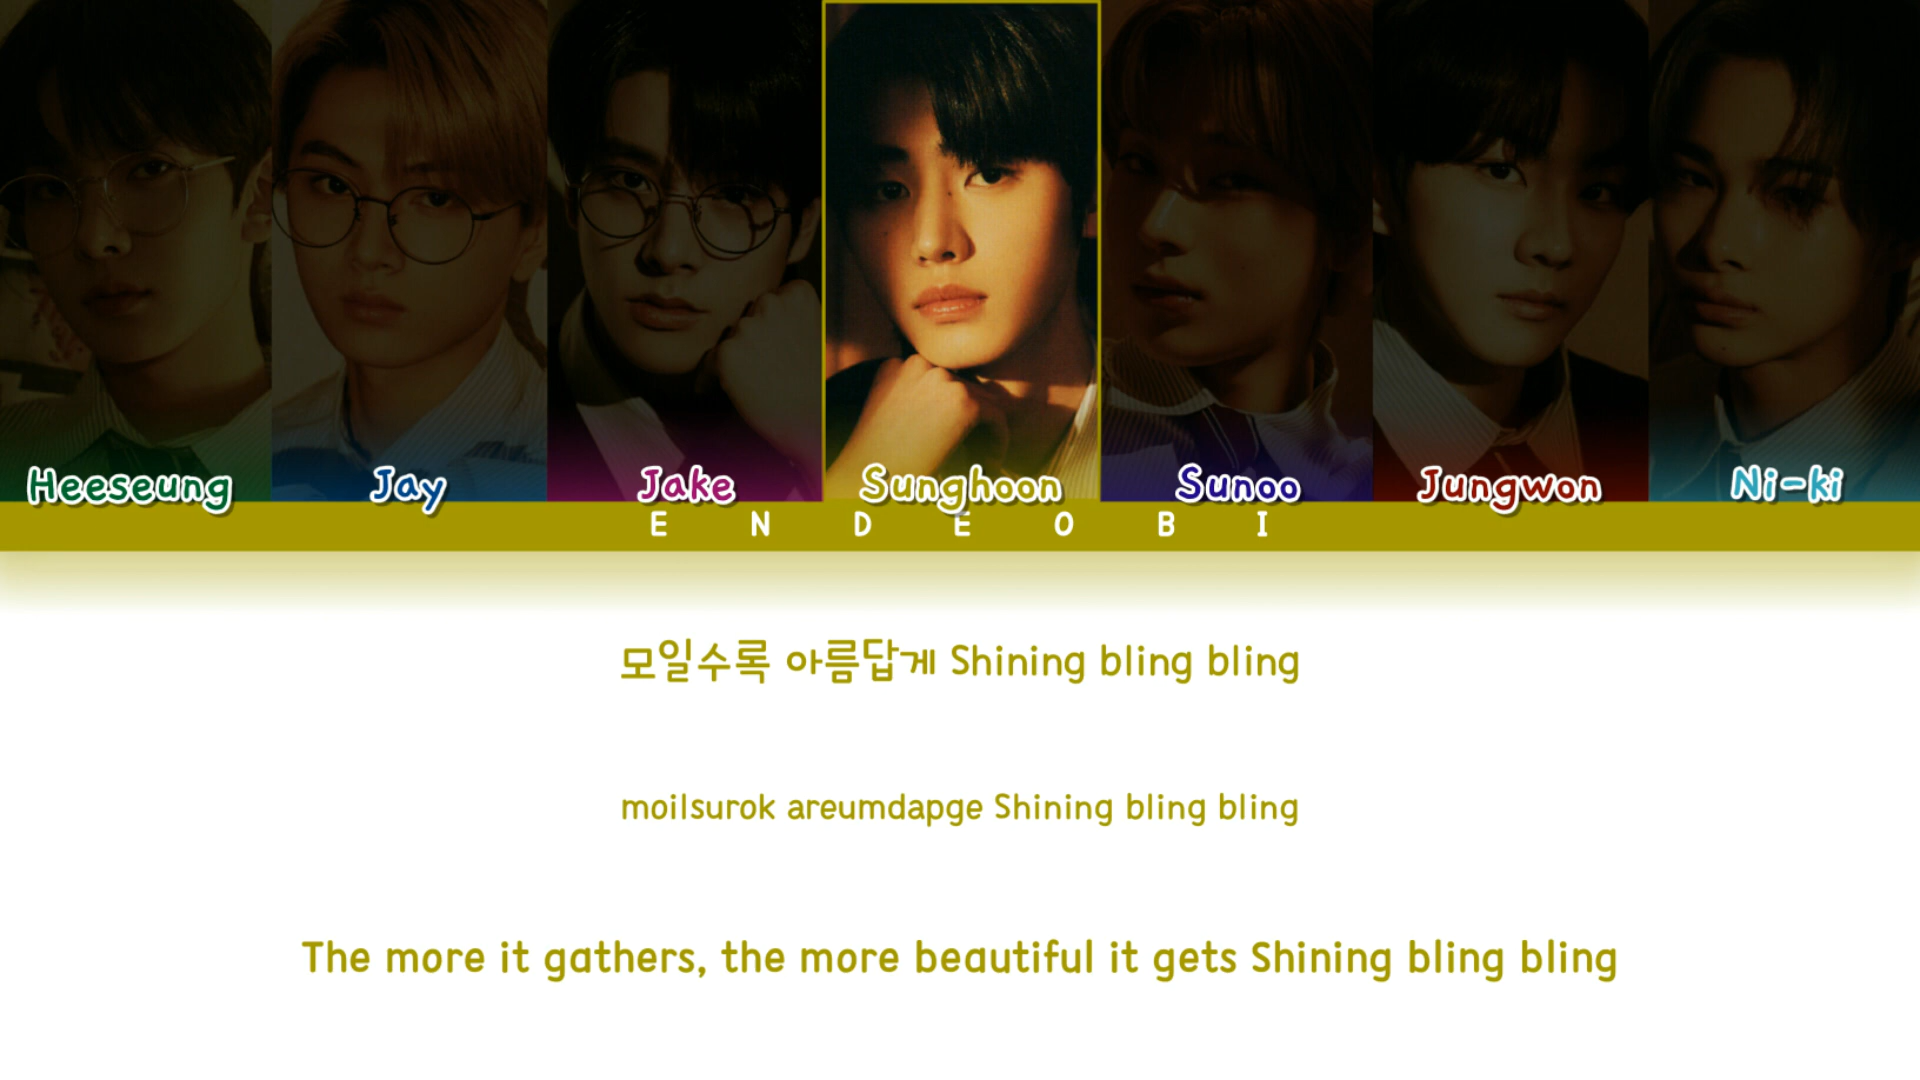 Heeseung Jay Jake Sunghoon Sunoo Jungwon Ni-ki
E N D E O B I
모일수록 아름답게 Shining bling bling
moilsurok areumdapge Shining bling bling
The more it gathers, the more beautiful it gets Shining bling bling